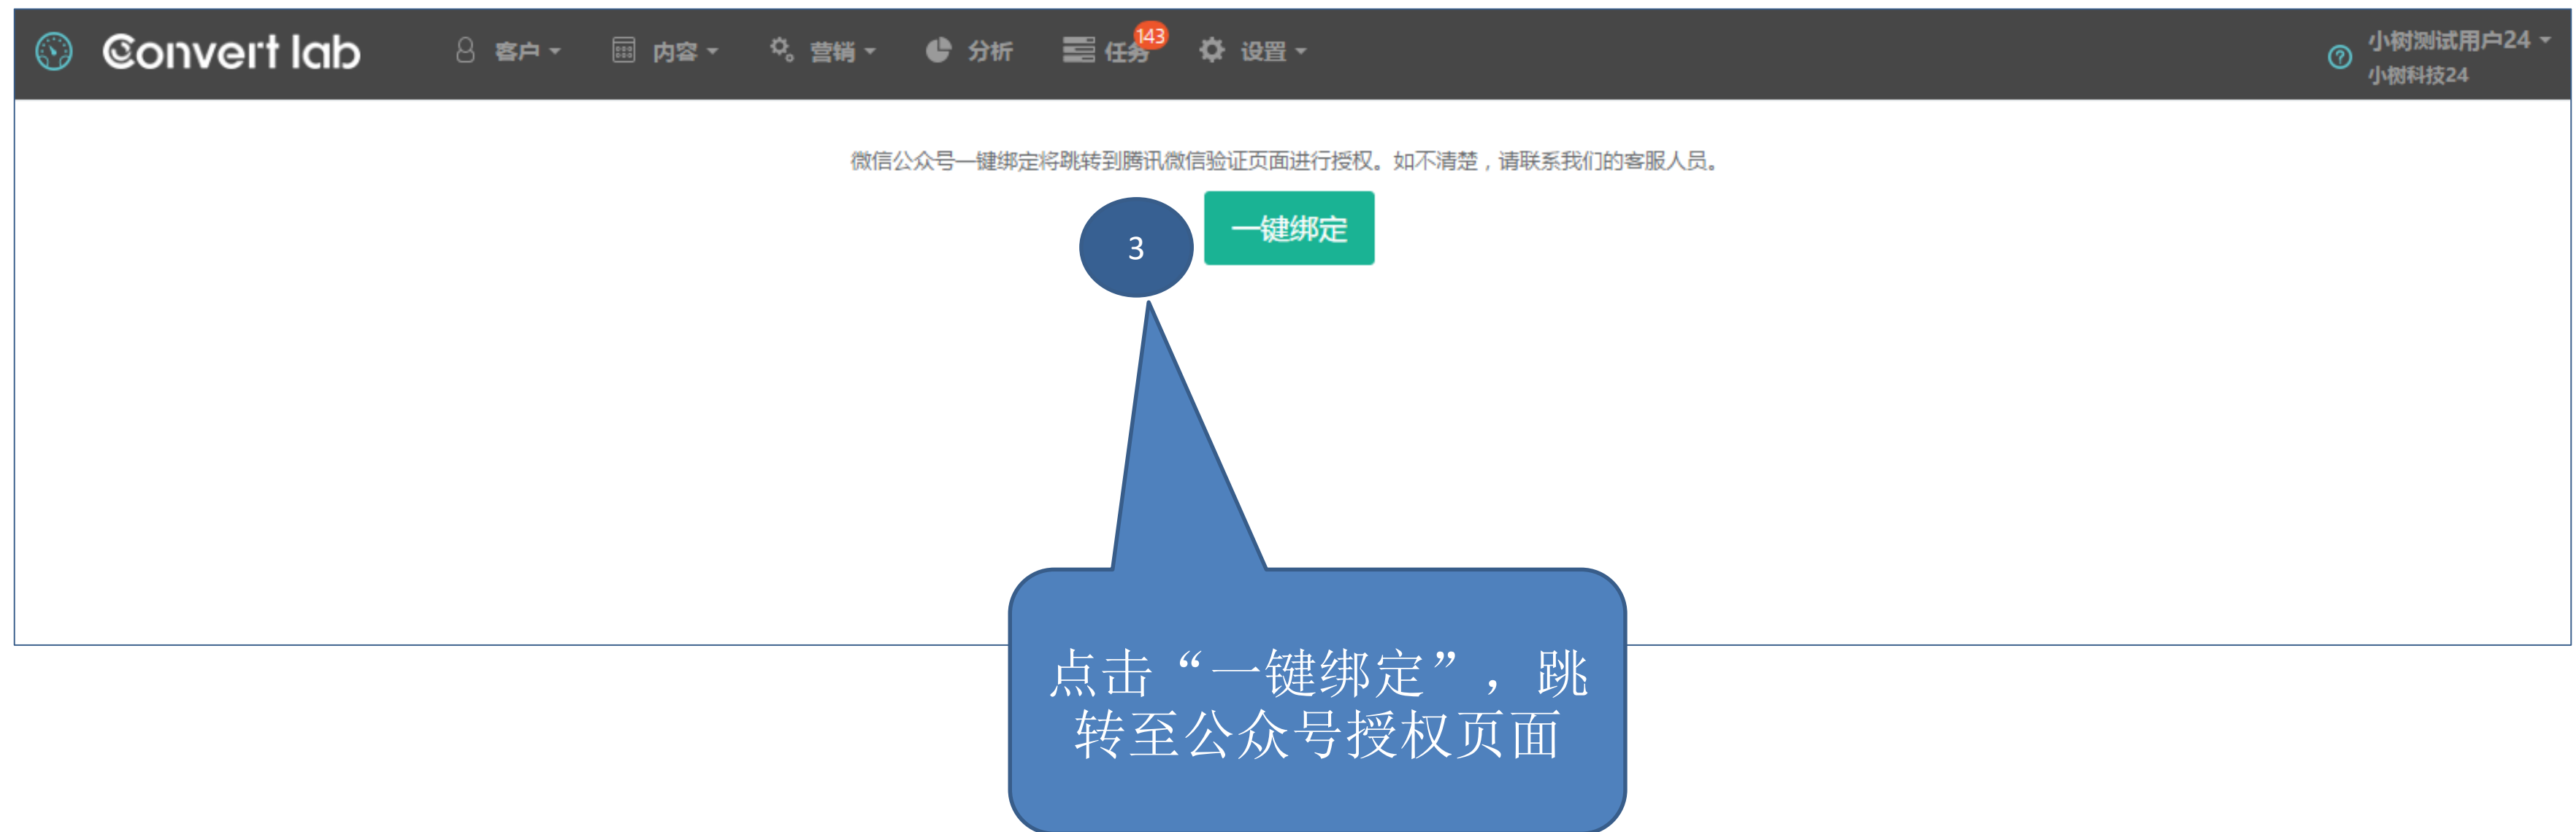 Convert lab 客户 内容 营销 分析 任务 143 设置 小树测试用户24
小树科技24
微信公众号一键绑定将跳转到腾讯微信验证页面进行授权。如不清楚，请联系我们的客服人员。
一键绑定
3
点击“一键绑定”，跳
转至公众号授权页面